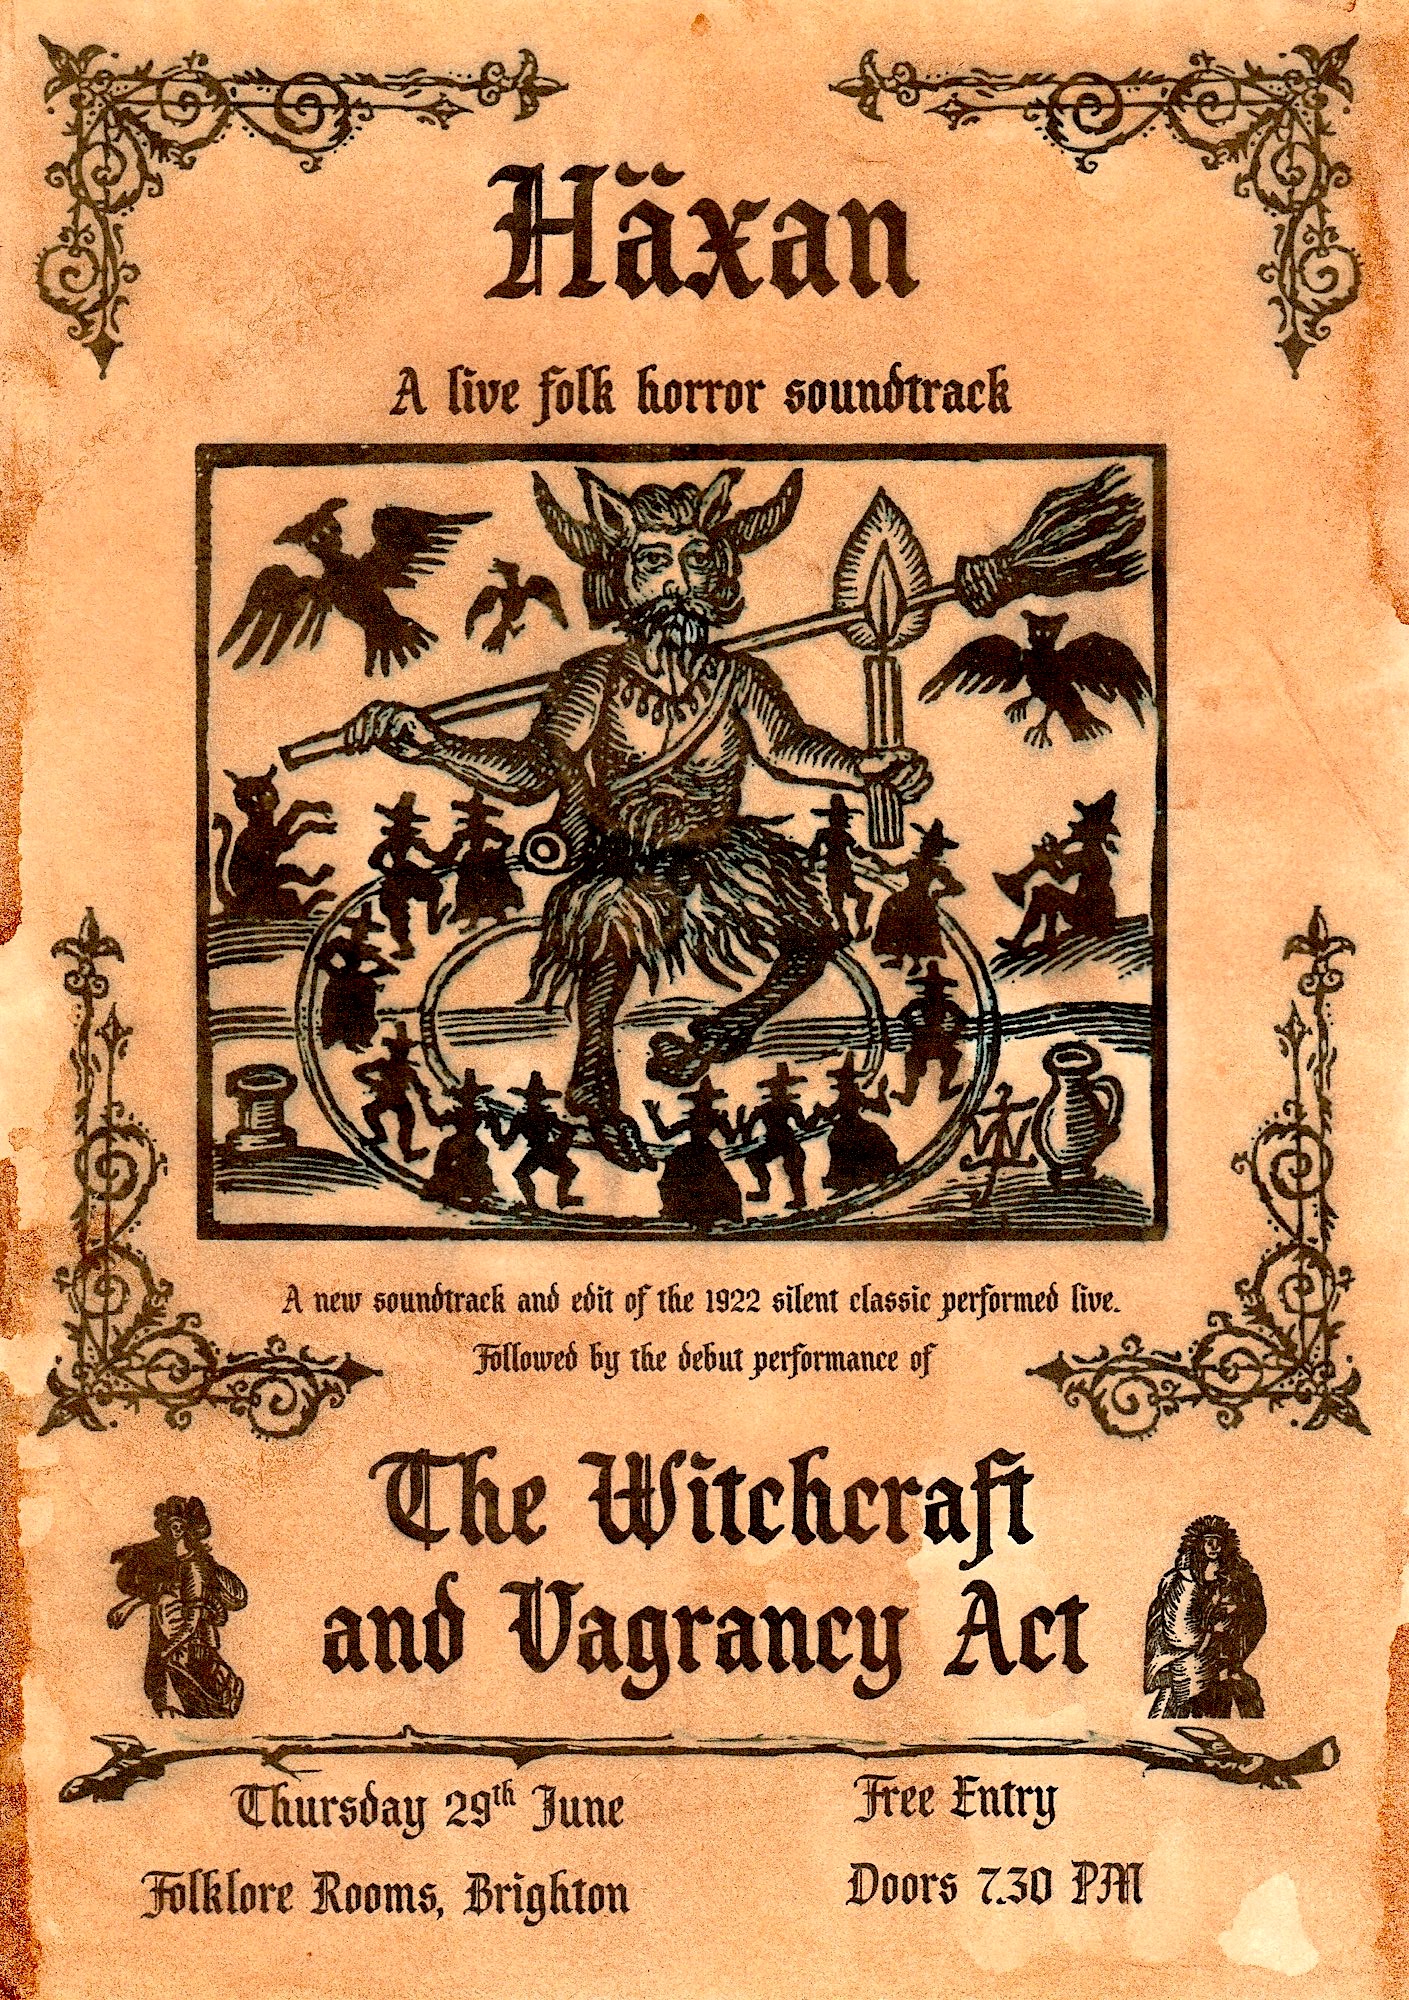 Häxan
A live folk horror soundtrack
A new soundtrack and edit of the 1922 silent classic performed live.
Followed by the debut performance of
The Witchcraft
and Vagrancy Act
Thursday 29th June
Free Entry
Folklore Rooms, Brighton
Doors 7.30 PM